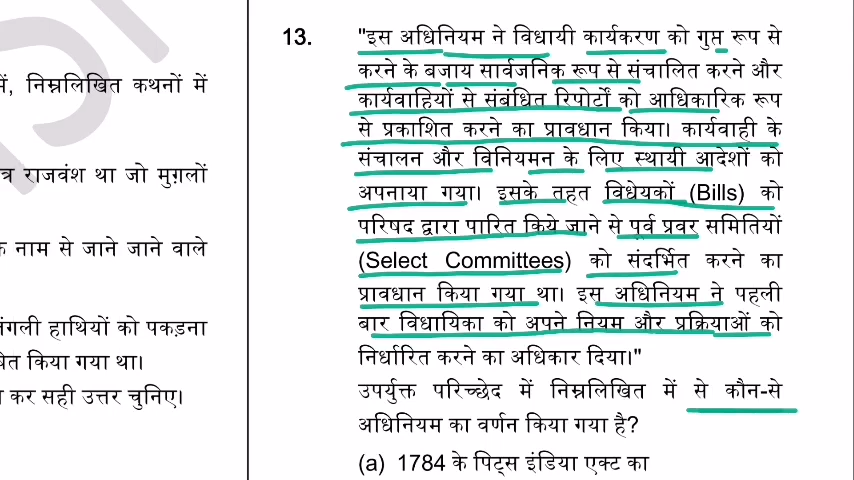 में, निम्नलिखित कथनों में
त्र राजवंश था जो मुग़लों
के नाम से जाने जाने वाले
जंगली हाथियों को पकड़ना
किया गया था।
कर सही उत्तर चुनिए।
13. "इस अधिनियम ने विधायी कार्यकरण को गुप्त रूप से
करने के बजाय सार्वजनिक रूप से संचालित करने और
कार्यवाहियों से संबंधित रिपोर्टों को आधिकारिक रूप
से प्रकाशित करने का प्रावधान किया। कार्यवाही के
संचालन और विनियमन के लिए स्थायी आदेशों को
अपनाया गया। इसके तहत विधेयकों (Bills) को
परिषद द्वारा पारित किये जाने से पूर्व प्रवर समितियों
(Select Committees) को संदर्भित करने का
प्रावधान किया गया था। इस अधिनियम ने पहली
बार विधायिका को अपने नियम और प्रक्रियाओं को
निर्धारित करने का अधिकार दिया।"
उपर्युक्त परिच्छेद में निम्नलिखित में से कौन-से
अधिनियम का वर्णन किया गया है?
(a) 1784 के पिट्स इंडिया एक्ट का